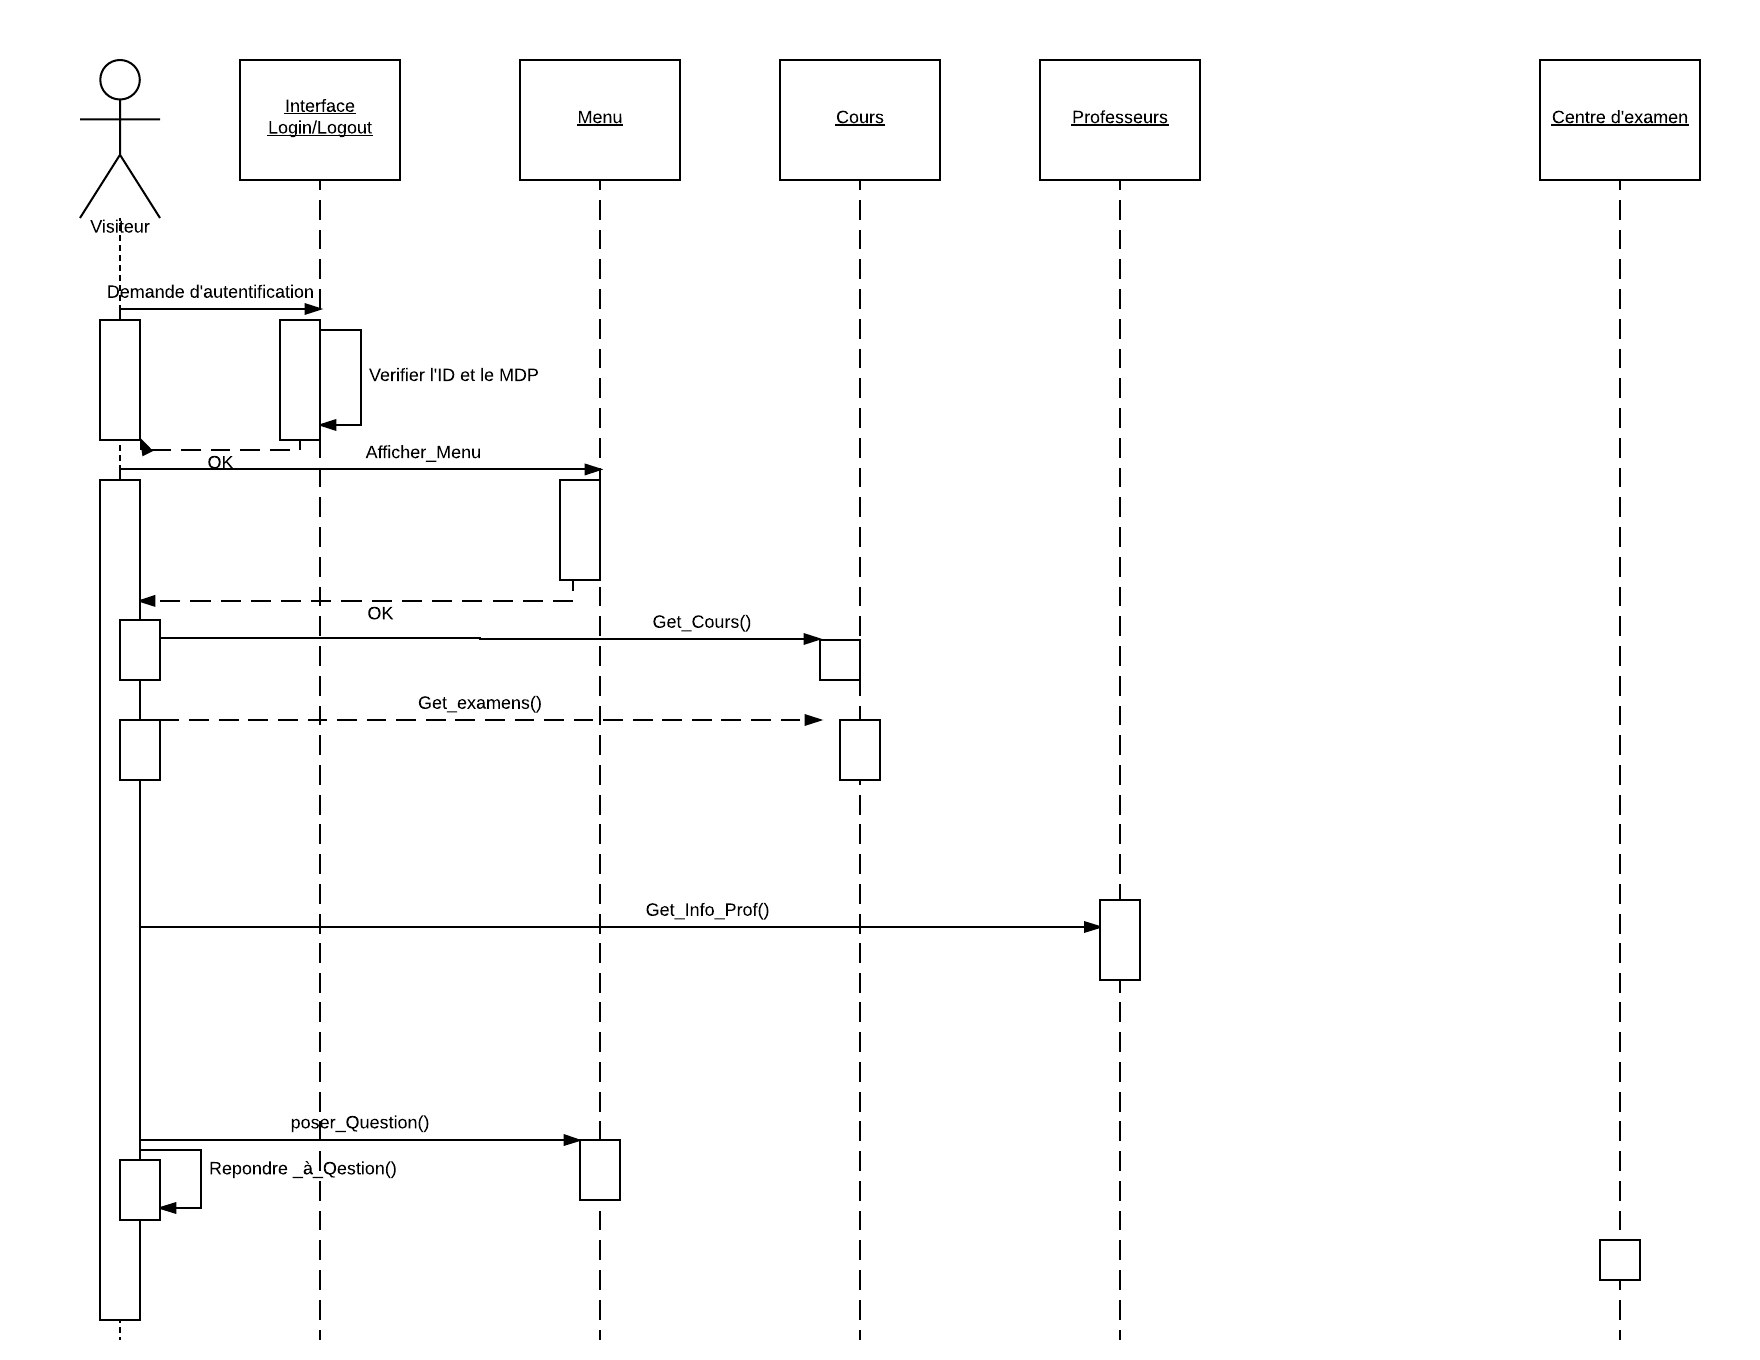 Interface
Login/Logout
Menu
Cours
Professeurs
Centre d'examen
Visiteur
Demande d'autentification
Verifier l'ID et le MDP
Afficher_Menu
OK
OK
Get_Cours()
Get_examens()
Get_Info_Prof()
poser_Question()
Repondre _à_Qestion()